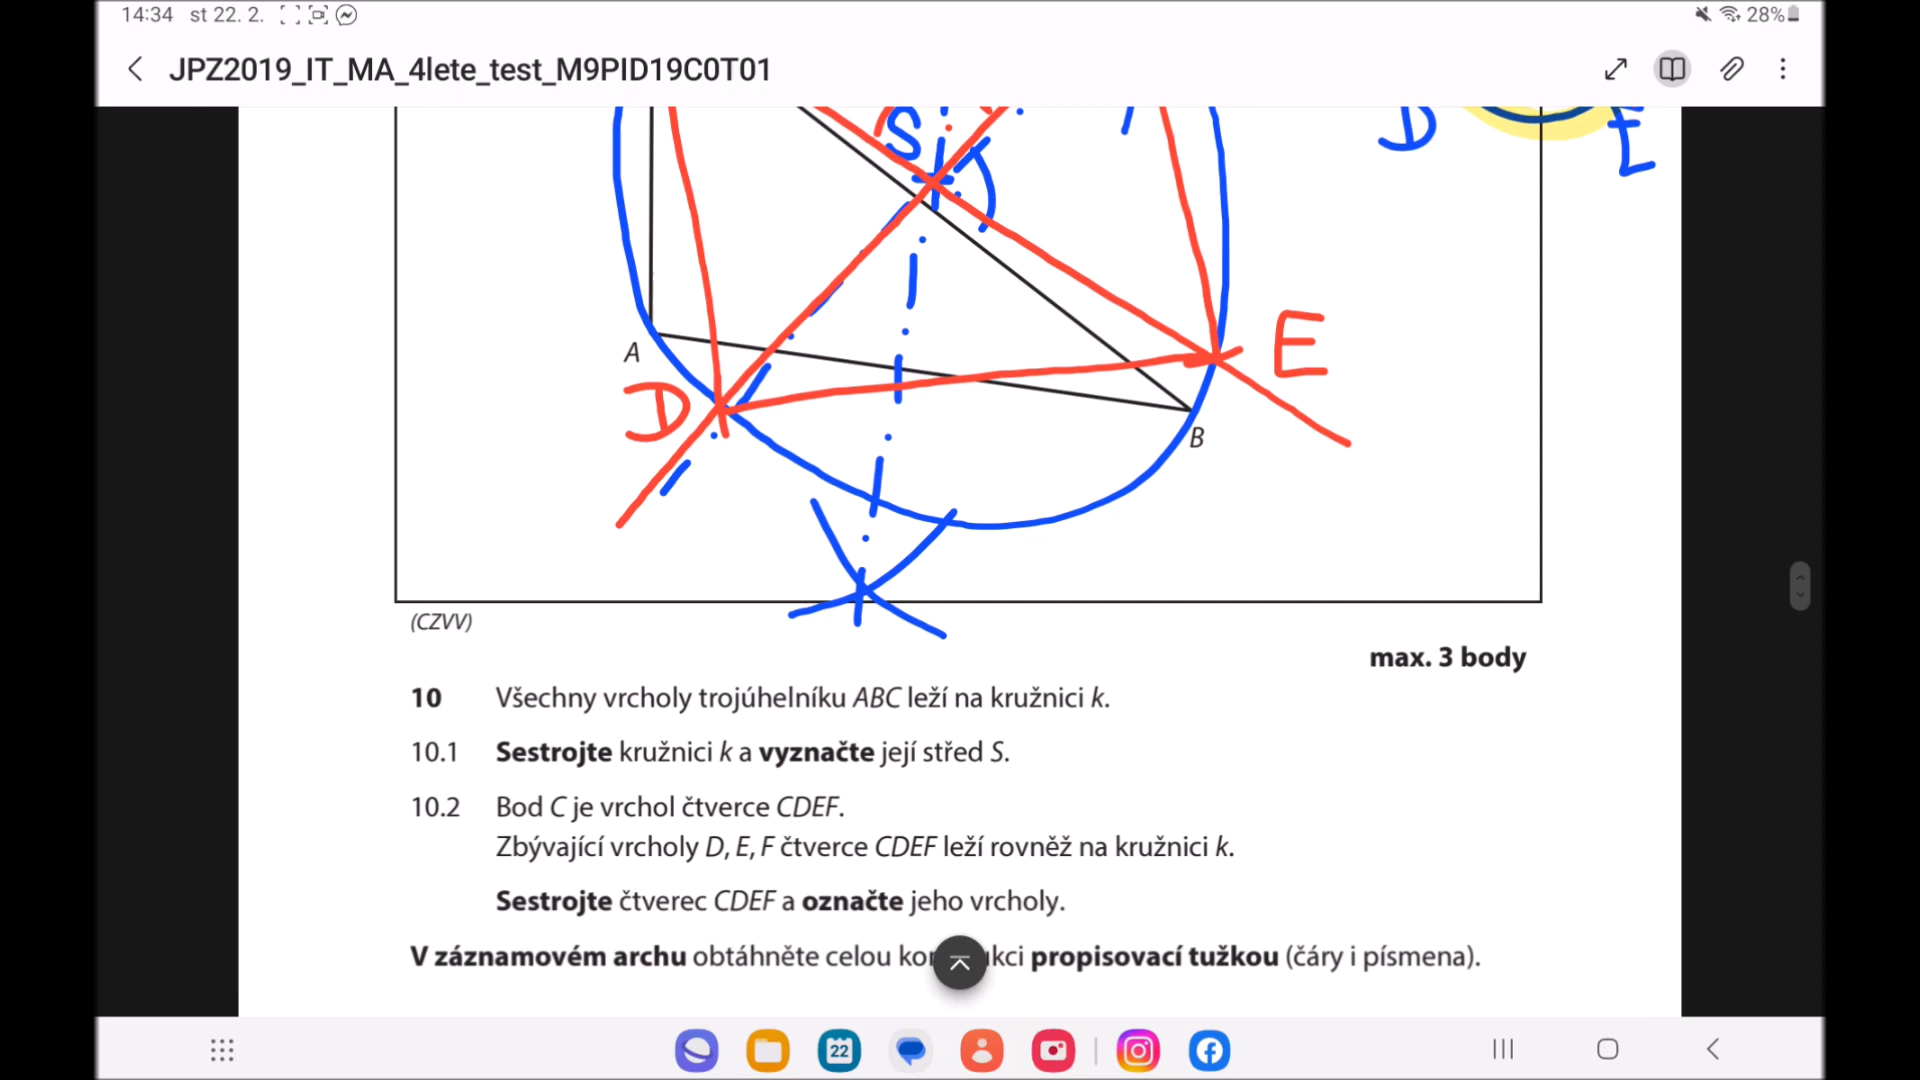 14:34 st 22. 2.
28%
JPZ2019_IT_MA_4lete_test_M9PID19C0T01
S
D
E
A
D
E
B
(CZVV)
max. 3 body
10 Všechny vrcholy trojúhelníku ABC leží na kružnici k.
10.1 Sestrojte kružnici k a vyznačte její střed S.
10.2 Bod C je vrchol čtverce CDEF.
Zbývající vrcholy D, E, F čtverce CDEF leží rovněž na kružnici k.
Sestrojte čtverec CDEF a označte jeho vrcholy.
V záznamovém archu obtáhněte celou kon kci propisovací tužkou (čáry i písmena).
22